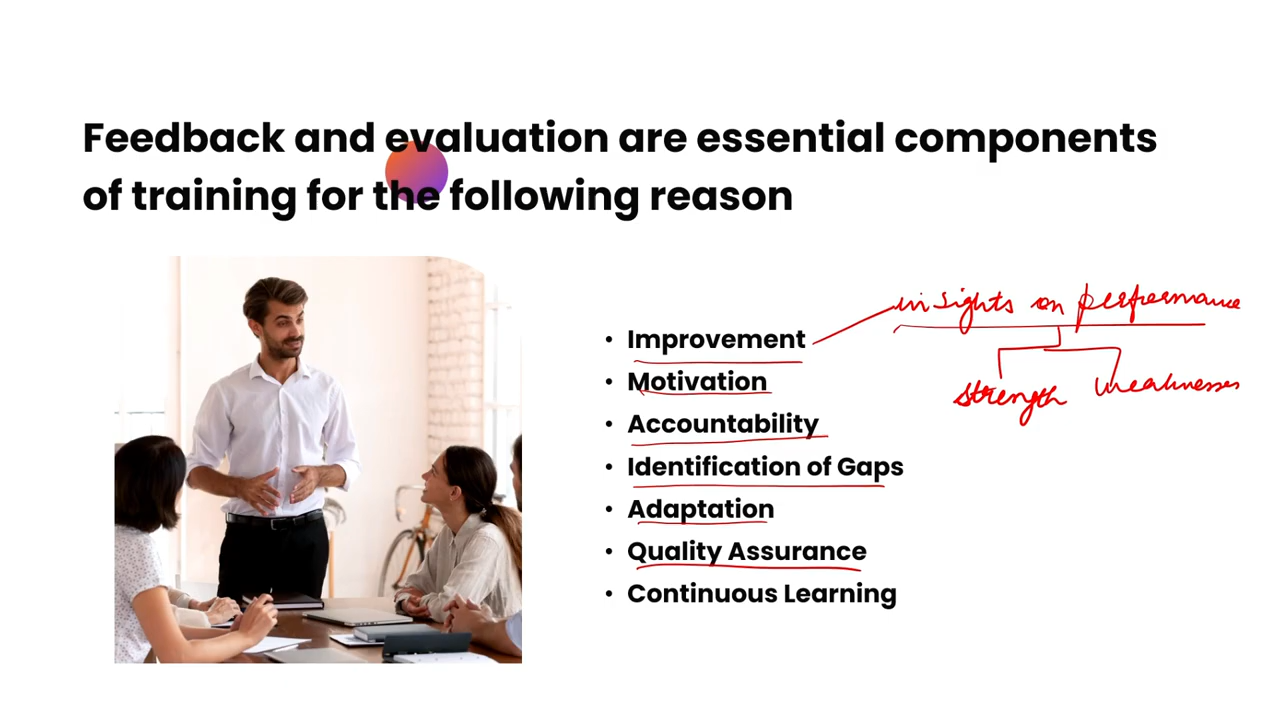 Feedback and evaluation are essential components
of training for the following reason
insights on performance
• Improvement
strength weaknesses
• Motivation
• Accountability
• Identification of Gaps
• Adaptation
• Quality Assurance
• Continuous Learning